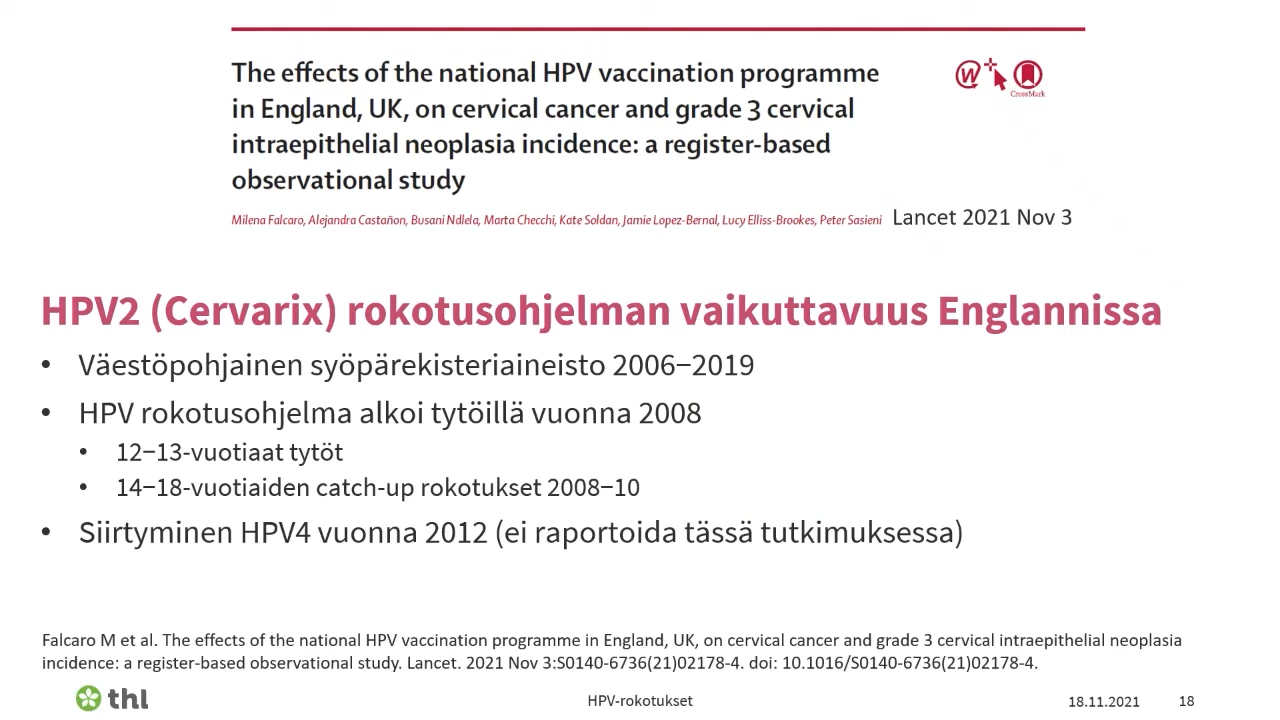 The effects of the national HPV vaccination programme
in England, UK, on cervical cancer and grade 3 cervical
intraepithelial neoplasia incidence: a register-based
observational study
W
CrossMark
Milena Falcaro, Alejandra Castañon, Busani Ndlela, Marta Checchi, Kate Soldan, Jamie Lopez-Bernal, Lucy Elliss-Brookes, Peter Sasieni Lancet 2021 Nov 3
HPV2 (Cervarix) rokotusohjelman vaikuttavuus Englannissa
• Väestöpohjainen syöpärekisteriaineisto 2006–2019
• HPV rokotusohjelma alkoi tytöillä vuonna 2008
• 12–13-vuotiaat tytöt
• 14–18-vuotiaiden catch-up rokotukset 2008–10
• Siirtyminen HPV4 vuonna 2012 (ei raportoida tässä tutkimuksessa)
Falcaro M et al. The effects of the national HPV vaccination programme in England, UK, on cervical cancer and grade 3 cervical intraepithelial neoplasia
incidence: a register-based observational study. Lancet. 2021 Nov 3:S0140-6736(21)02178-4. doi: 10.1016/S0140-6736(21)02178-4.
thl HPV-rokotukset 18.11.2021 18